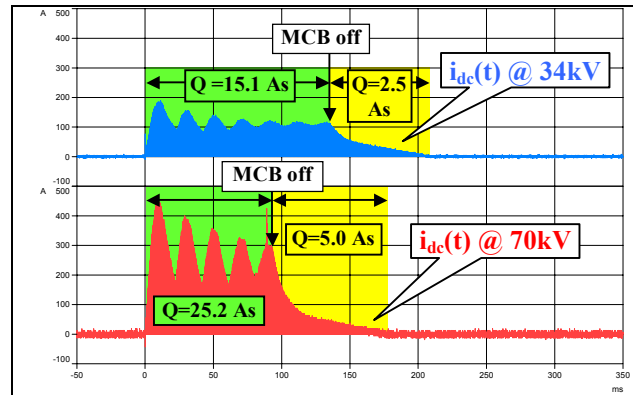 A 500
MCB off
400
300
Q =15.1 As
Q=2.5
As
i_dc(t) @ 34kV
200
100
0
-100
A 500
MCB off
400
300
Q=5.0 As
i_dc(t) @ 70kV
200
100
Q=25.2 As
0
-100
-50 0 50 100 150 200 250 300 350
ms